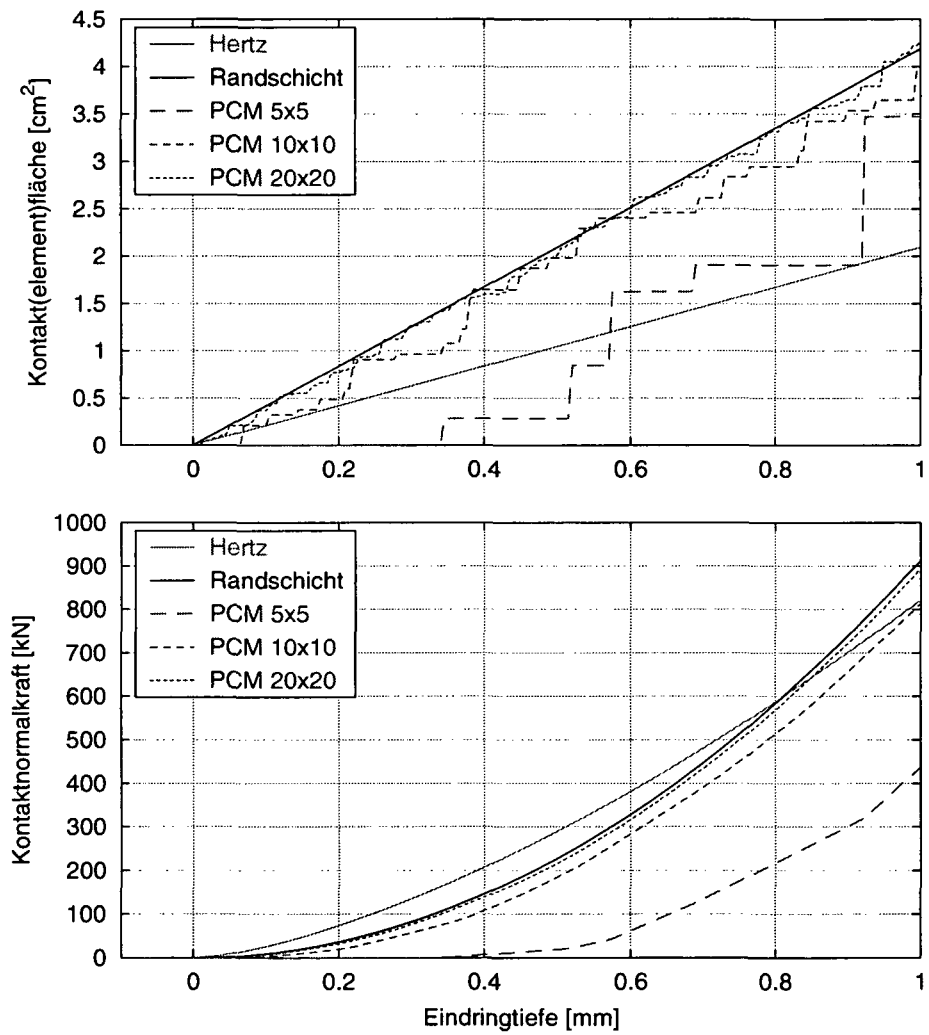 4.5
4
3.5
3
2.5
2
1.5
1
0.5
0
Kontakt(element)fläche [cm²]
Hertz
Randschicht
PCM 5x5
PCM 10x10
PCM 20x20
0 0.2 0.4 0.6 0.8 1
1000
900
800
700
600
500
400
300
200
100
0
Kontaktnormalkraft [kN]
Hertz
Randschicht
PCM 5x5
PCM 10x10
PCM 20x20
0 0.2 0.4 0.6 0.8 1
Eindringtiefe [mm]